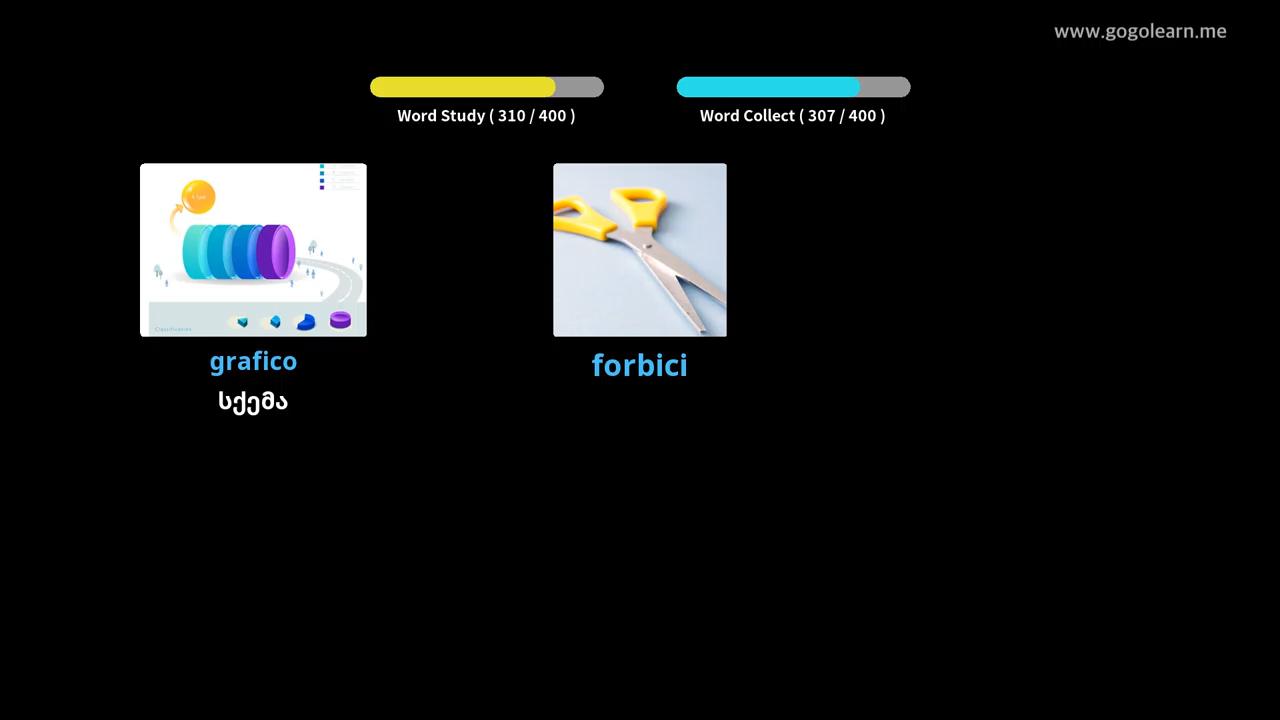 www.gogolearn.me
Word Study ( 310 / 400 )
Word Collect ( 307 / 400 )
grafico
სქემა
forbici